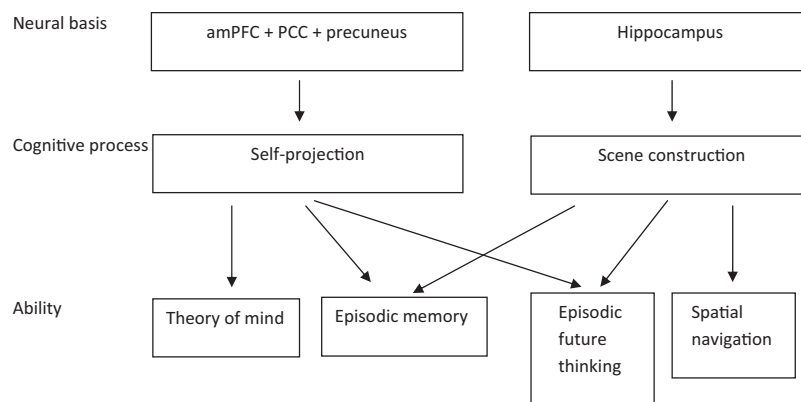 Neural basis
amPFC + PCC + precuneus
Hippocampus
Cognitive process
Self-projection
Scene construction
Ability
Theory of mind
Episodic memory
Episodic
future
thinking
Spatial
navigation